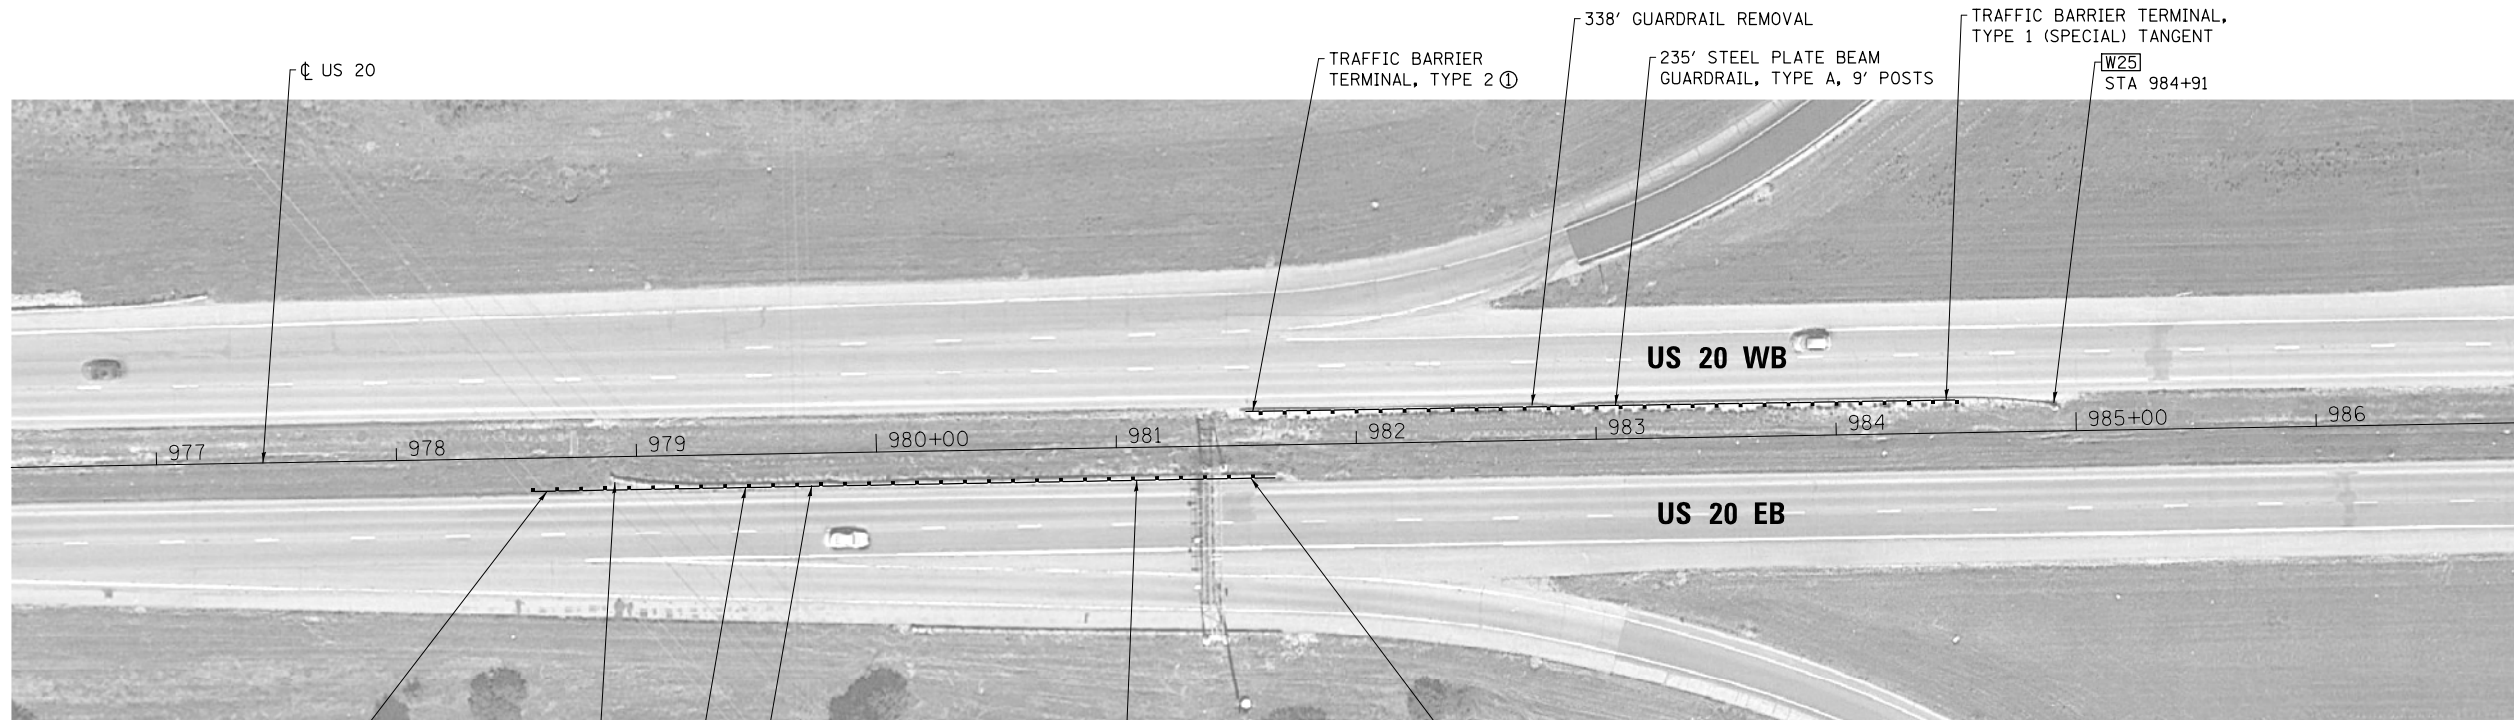 ℄ US 20
TRAFFIC BARRIER
TERMINAL, TYPE 2 ①
338' GUARDRAIL REMOVAL
235' STEEL PLATE BEAM
GUARDRAIL, TYPE A, 9' POSTS
TRAFFIC BARRIER TERMINAL,
TYPE 1 (SPECIAL) TANGENT
W25
STA 984+91
US 20 WB
977 978 979 980+00 981 982 983 984 985+00 986
US 20 EB